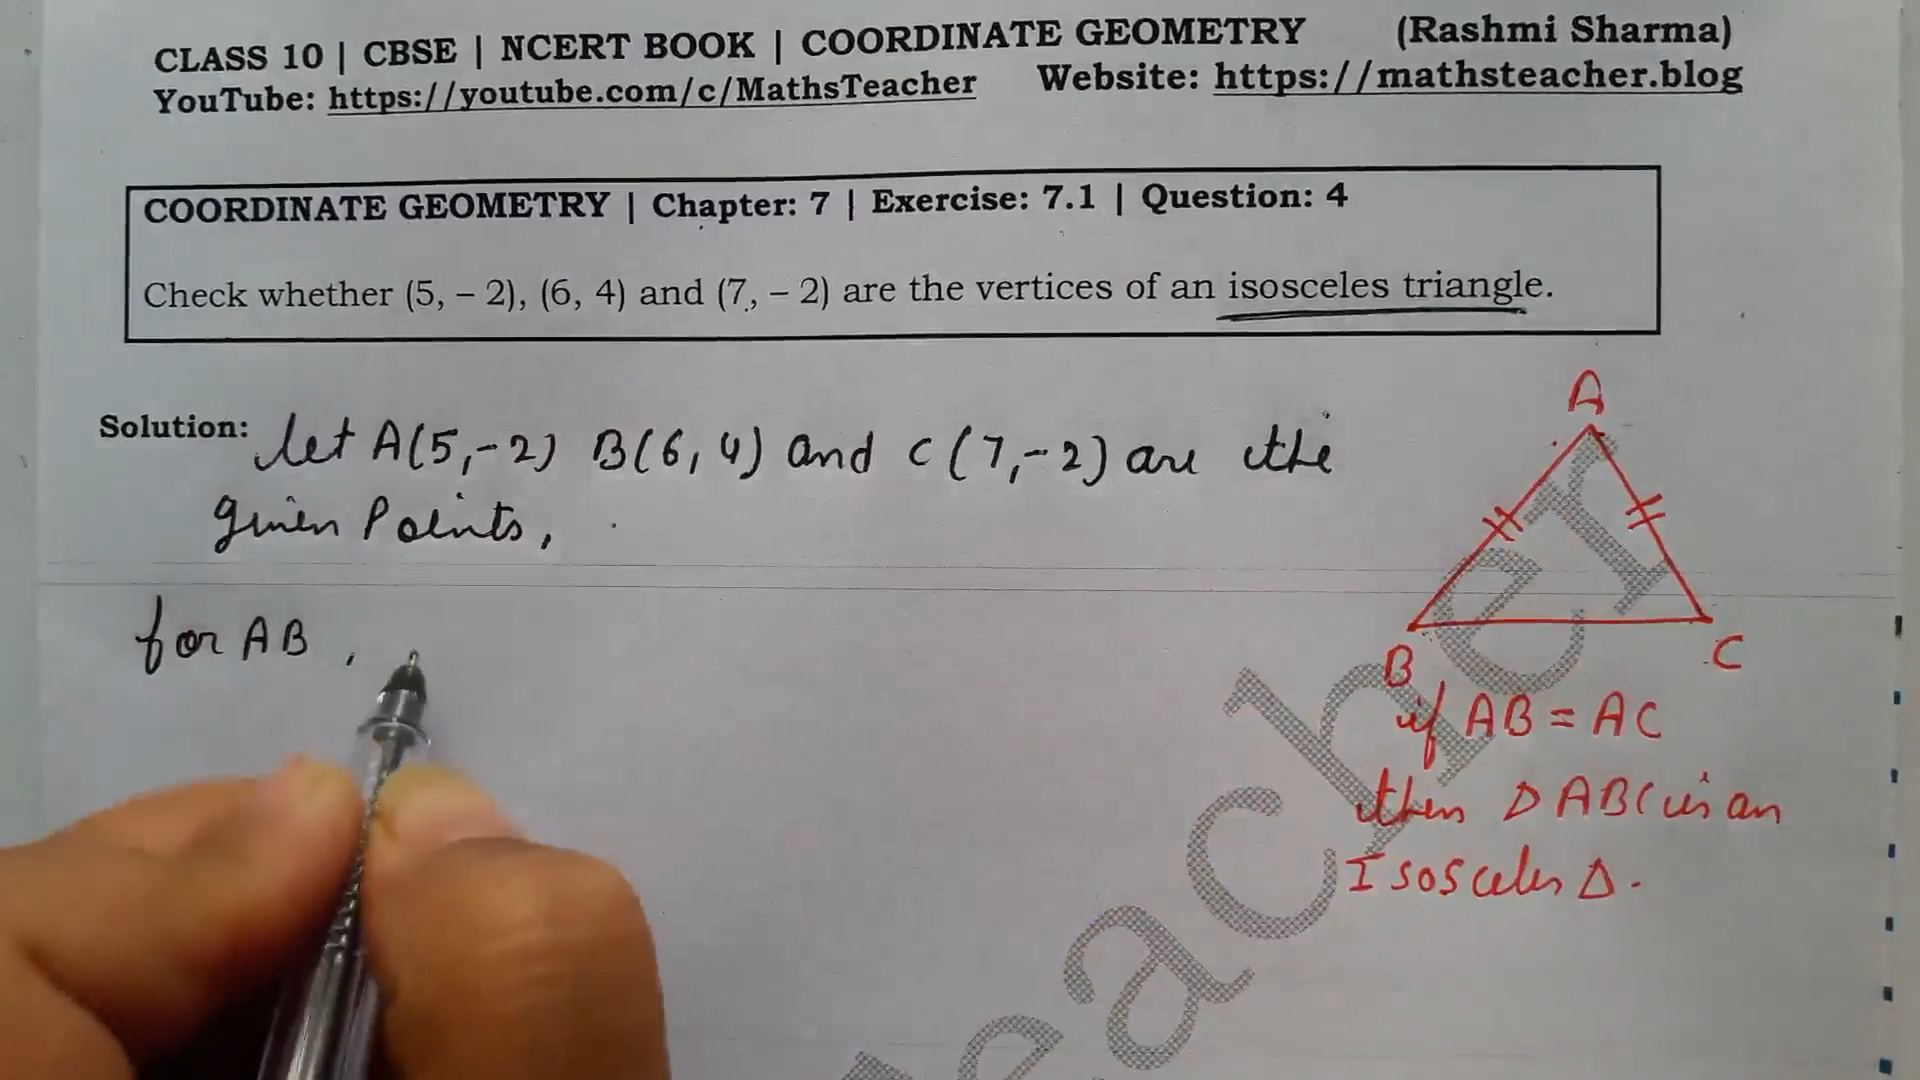 CLASS 10 | CBSE | NCERT BOOK | COORDINATE GEOMETRY (Rashmi Sharma)
YouTube: https://youtube.com/c/MathsTeacher Website: https://mathsteacher.blog
COORDINATE GEOMETRY | Chapter: 7 | Exercise: 7.1 | Question: 4
Check whether (5, – 2), (6, 4) and (7, – 2) are the vertices of an isosceles triangle.
Solution: let A(5,-2) B(6,4) and C(7,-2) are the
given Points,
for AB,
A
B
C
if AB = AC
then Δ ABC is an
Isosceles Δ.
eacher